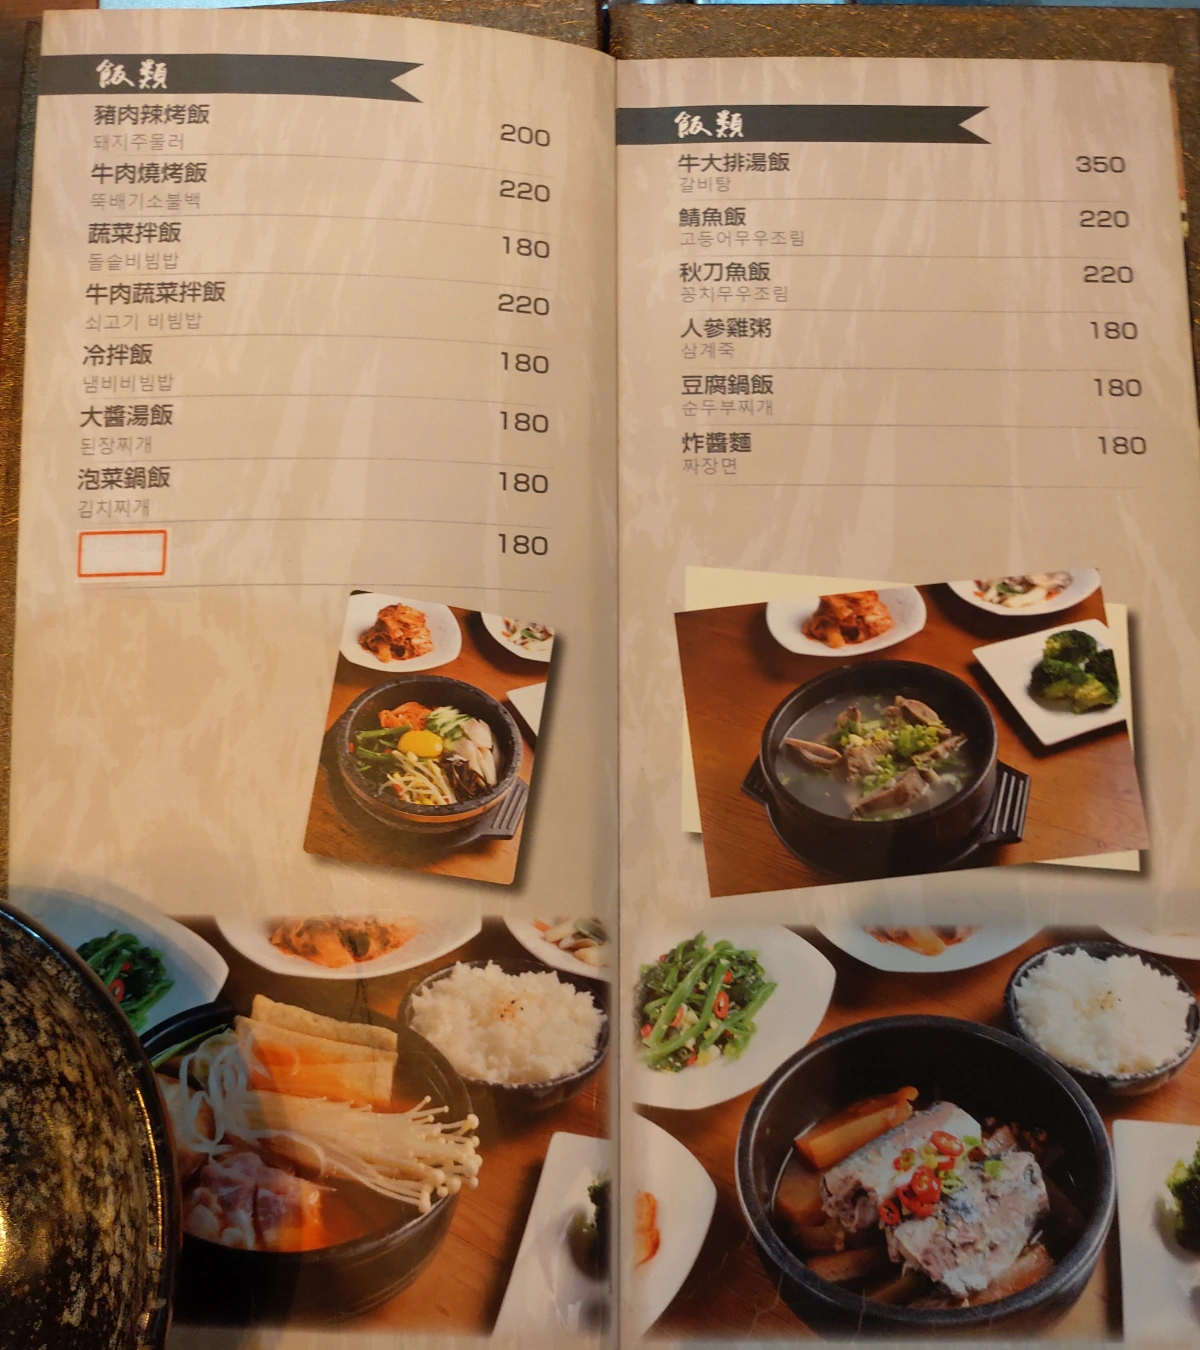 飯類
豬肉辣烤飯
돼지주물러
200
牛肉燒烤飯
뚝배기소불백
220
蔬菜拌飯
돌솥비빔밥
180
牛肉蔬菜拌飯
쇠고기 비빔밥
220
冷拌飯
냄비비빔밥
180
大醬湯飯
된장찌개
180
泡菜鍋飯
김치찌개
180
180
飯類
牛大排湯飯
갈비탕
350
鯖魚飯
고등어무우조림
220
秋刀魚飯
꽁치무우조림
220
人參雞粥
삼계죽
180
豆腐鍋飯
순두부찌개
180
炸醬麵
짜장면
180